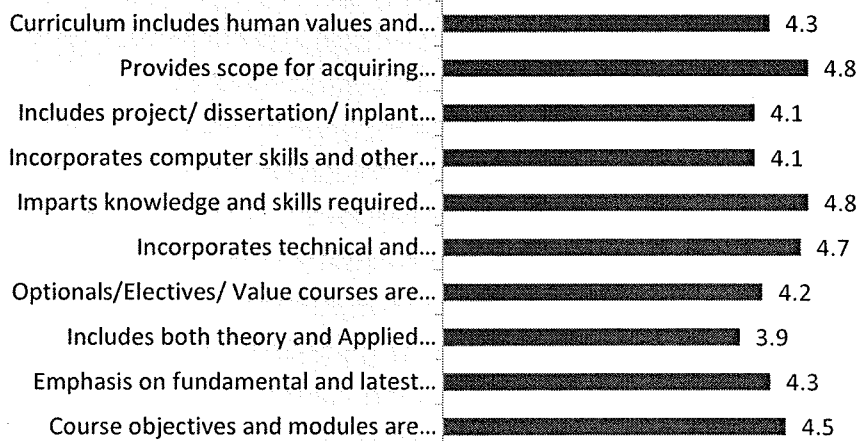 Curriculum includes human values and... 4.3
Provides scope for acquiring... 4.8
Includes project/ dissertation/ inplant... 4.1
Incorporates computer skills and other... 4.1
Imparts knowledge and skills required... 4.8
Incorporates technical and... 4.7
Optionals/Electives/ Value courses are... 4.2
Includes both theory and Applied... 3.9
Emphasis on fundamental and latest... 4.3
Course objectives and modules are... 4.5